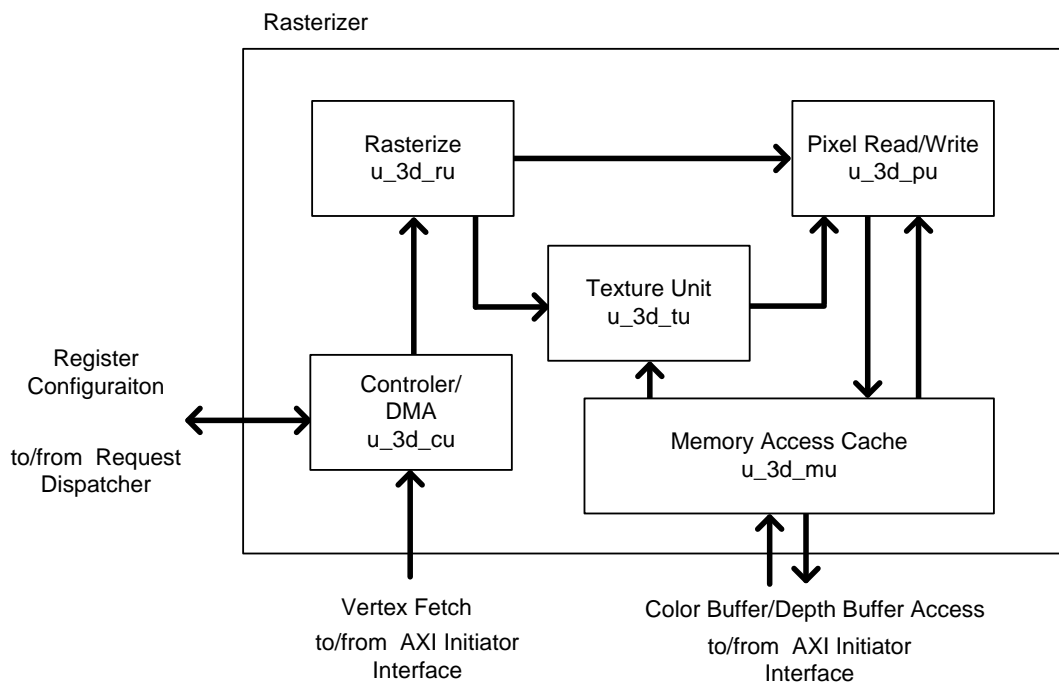 Rasterizer
Rasterize
u_3d_ru
Pixel Read/Write
u_3d_pu
Texture Unit
u_3d_tu
Register
Configuraiton
to/from Request
Dispatcher
Controler/
DMA
u_3d_cu
Memory Access Cache
u_3d_mu
Vertex Fetch
to/from AXI Initiator
Interface
Color Buffer/Depth Buffer Access
to/from AXI Initiator
Interface